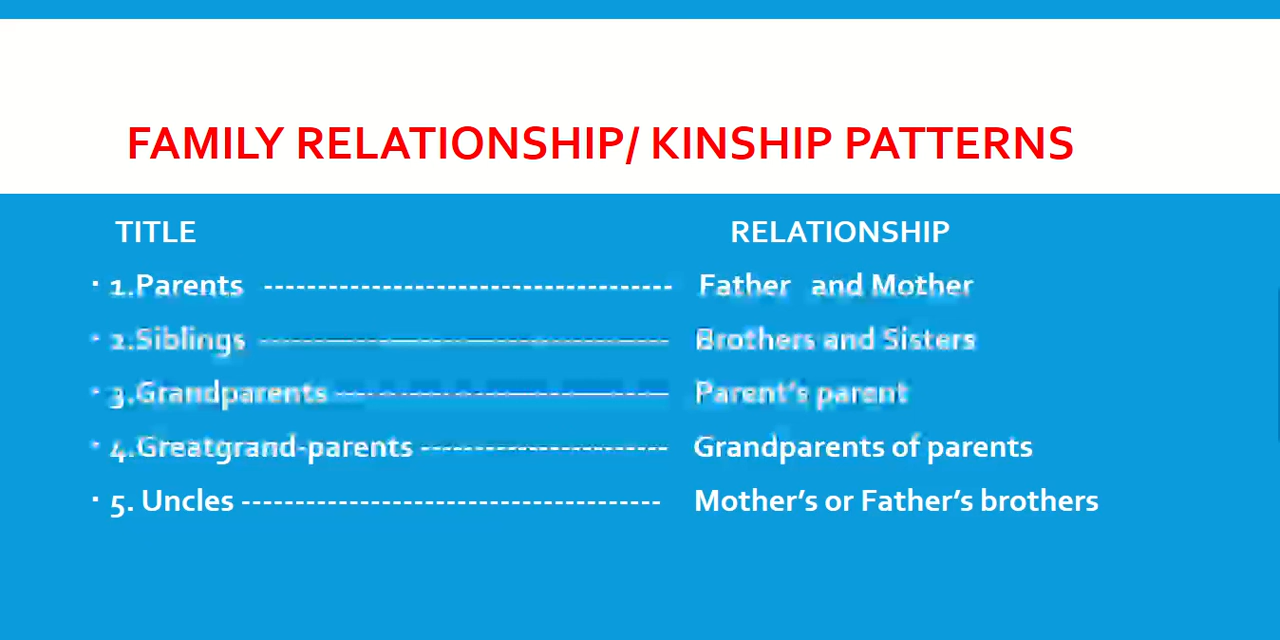 FAMILY RELATIONSHIP/ KINSHIP PATTERNS
TITLE RELATIONSHIP
· 1.Parents --------------------------------------- Father and Mother
· 2.Siblings --------------------------------------- Brothers and Sisters
· 3.Grandparents -------------------------------- Parent's parent
· 4.Greatgrand-parents ------------------------ Grandparents of parents
· 5. Uncles ---------------------------------------- Mother's or Father's brothers